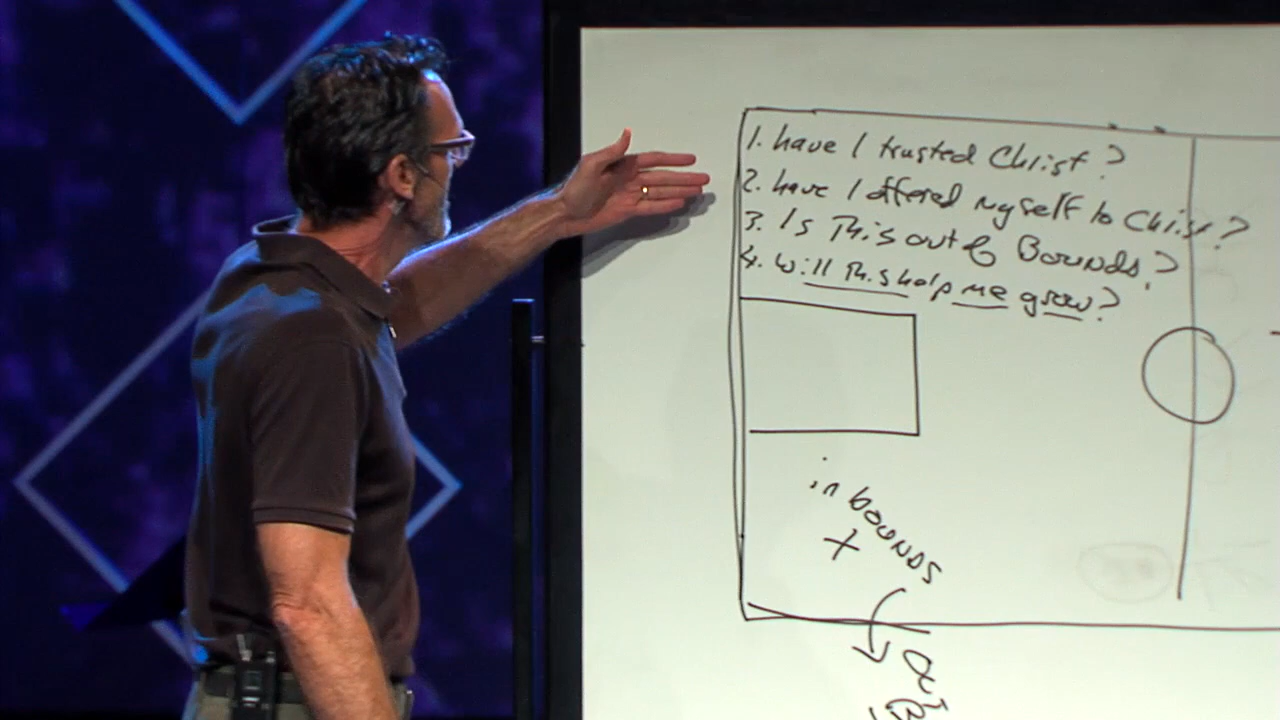 1. have I trusted Christ?
2. have I offered myself to Christ?
3. Is This out of Bounds?
4. Will this help me grow?
in bounds
Out
B